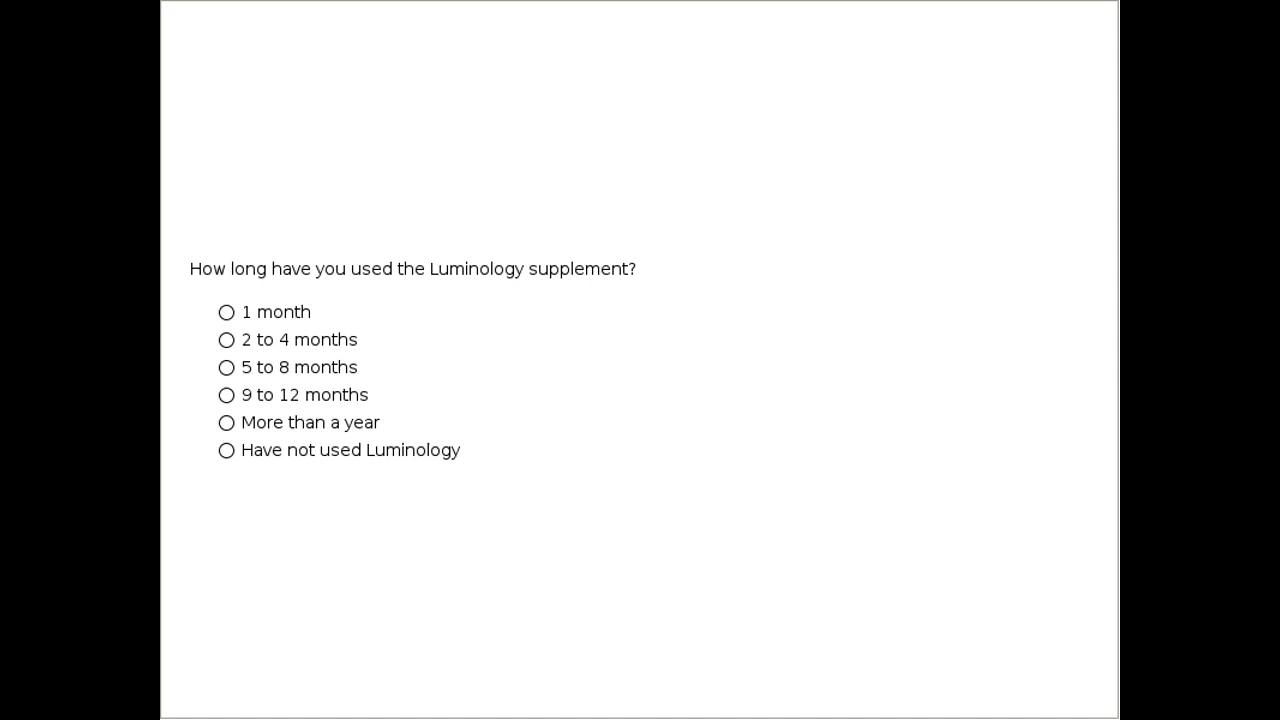 How long have you used the Luminology supplement?
1 month
2 to 4 months
5 to 8 months
9 to 12 months
More than a year
Have not used Luminology